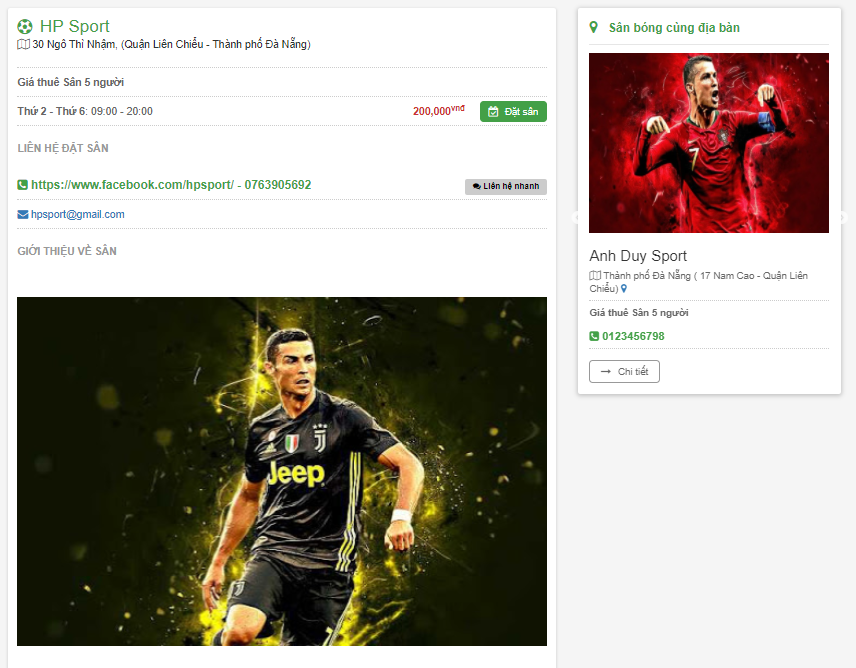 HP Sport
30 Ngô Thì Nhậm, (Quận Liên Chiểu - Thành phố Đà Nẵng)
Giá thuê Sân 5 người
Thứ 2 - Thứ 6: 09:00 - 20:00
200,000vnđ
Đặt sân
LIÊN HỆ ĐẶT SÂN
https://www.facebook.com/hpsport/ - 0763905692
Liên hệ nhanh
hpsport@gmail.com
GIỚI THIỆU VỀ SÂN
Jeep
Sân bóng cùng địa bàn
7
Anh Duy Sport
Thành phố Đà Nẵng ( 17 Nam Cao - Quận Liên
Chiểu)
Giá thuê Sân 5 người
0123456798
Chi tiết